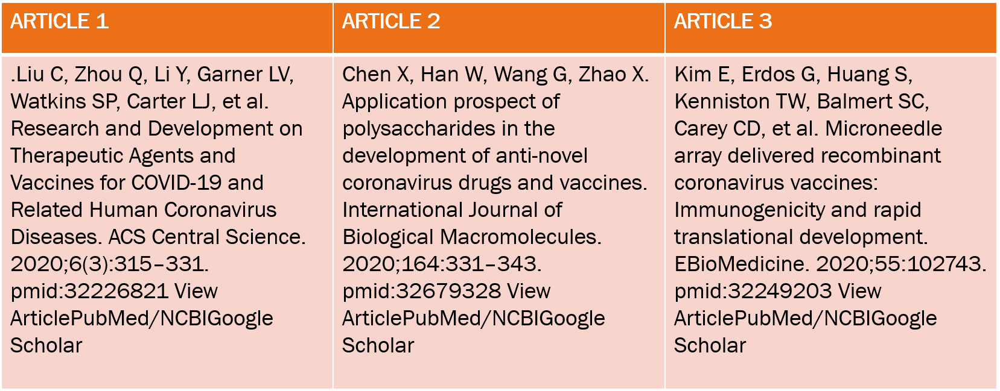 ARTICLE 1
.Liu C, Zhou Q, Li Y, Garner LV,
Watkins SP, Carter LJ, et al.
Research and Development on
Therapeutic Agents and
Vaccines for COVID-19 and
Related Human Coronavirus
Diseases. ACS Central Science.
2020;6(3):315–331.
pmid:32226821 View
ArticlePubMed/NCBIGoogle
Scholar
ARTICLE 2
Chen X, Han W, Wang G, Zhao X.
Application prospect of
polysaccharides in the
development of anti-novel
coronavirus drugs and vaccines.
International Journal of
Biological Macromolecules.
2020;164:331–343.
pmid:32679328 View
ArticlePubMed/NCBIGoogle
Scholar
ARTICLE 3
Kim E, Erdos G, Huang S,
Kenniston TW, Balmert SC,
Carey CD, et al. Microneedle
array delivered recombinant
coronavirus vaccines:
Immunogenicity and rapid
translational development.
EBioMedicine. 2020;55:102743.
pmid:32249203 View
ArticlePubMed/NCBIGoogle
Scholar